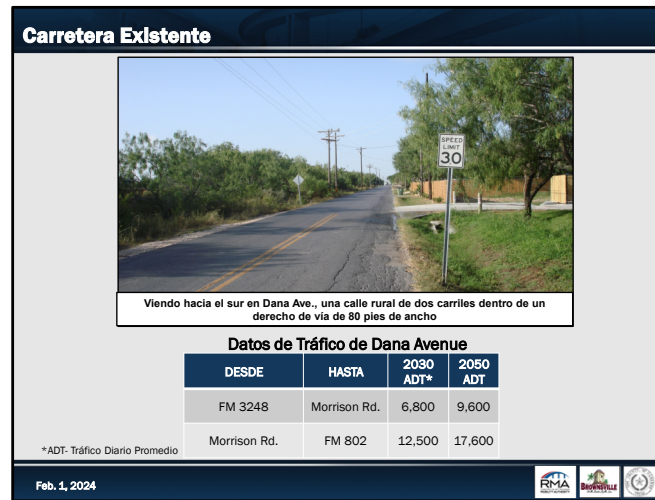 Carretera Existente
SPEED
LIMIT
30
Viendo hacia el sur en Dana Ave., una calle rural de dos carriles dentro de un
derecho de vía de 80 pies de ancho
Datos de Tráfico de Dana Avenue
DESDE HASTA 2030 ADT* 2050 ADT
FM 3248 Morrison Rd. 6,800 9,600
Morrison Rd. FM 802 12,500 17,600
*ADT- Tráfico Diario Promedio
Feb. 1, 2024
RMA
BROWNSVILLE